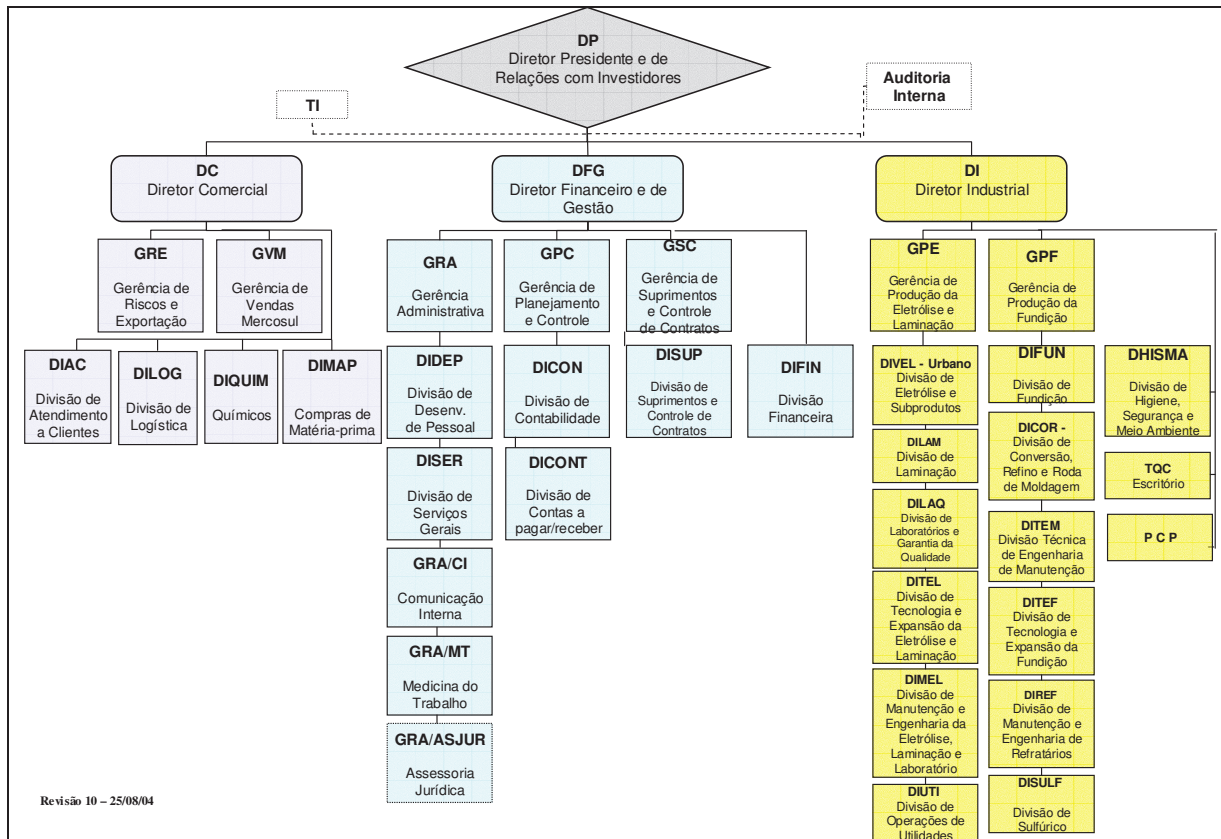 DP
Diretor Presidente e de
Relações com Investidores
Auditoria
Interna
TI
DC
Diretor Comercial
DFG
Diretor Financeiro e de
Gestão
DI
Diretor Industrial
GRE
Gerência de
Riscos e
Exportação
GVM
Gerência de
Vendas
Mercosul
DIAC
Divisão de
Atendimento
a Clientes
DILOG
Divisão de
Logística
DIQUIM
Químicos
DIMAP
Compras de
Matéria-prima
GRA
Gerência
Administrativa
DIDEP
Divisão de
Desenv.
de Pessoal
DISER
Divisão de
Serviços
Gerais
GRA/CI
Comunicação
Interna
GRA/MT
Medicina do
Trabalho
GRA/ASJUR
Assessoria
Jurídica
GPC
Gerência de
Planejamento
e Controle
DICON
Divisão de
Contabilidade
DICONT
Divisão de
Contas a
pagar/receber
GSC
Gerência de
Suprimentos
e Controle
de Contratos
DISUP
Divisão de
Suprimentos e
Controle de
Contratos
DIFIN
Divisão
Financeira
GPE
Gerência de
Produção da
Eletrólise e
Laminação
DIVEL - Urbano
Divisão de
Eletrólise e
Subprodutos
DILAM
Divisão de
Laminação
DILAQ
Divisão de
Laboratórios e
Garantia da
Qualidade
DITEL
Divisão de
Tecnologia e
Expansão da
Eletrólise e
Laminação
DIMEL
Divisão de
Manutenção e
Engenharia da
Eletrólise,
Laminação e
Laboratório
DIUTI
Divisão de
Operações de
Utilidades
GPF
Gerência de
Produção da
Fundição
DIFUN
Divisão de
Fundição
DICOR -
Divisão de
Conversão,
Refino e Roda
de Moldagem
DITEM
Divisão Técnica
de Engenharia
de Manutenção
DITEF
Divisão de
Tecnologia e
Expansão da
Fundição
DIREF
Divisão de
Manutenção e
Engenharia de
Refratários
DISULF
Divisão de
Sulfúrico
DHISMA
Divisão de
Higiene,
Segurança e
Meio Ambiente
TQC
Escritório
P C P
Revisão 10 – 25/08/04